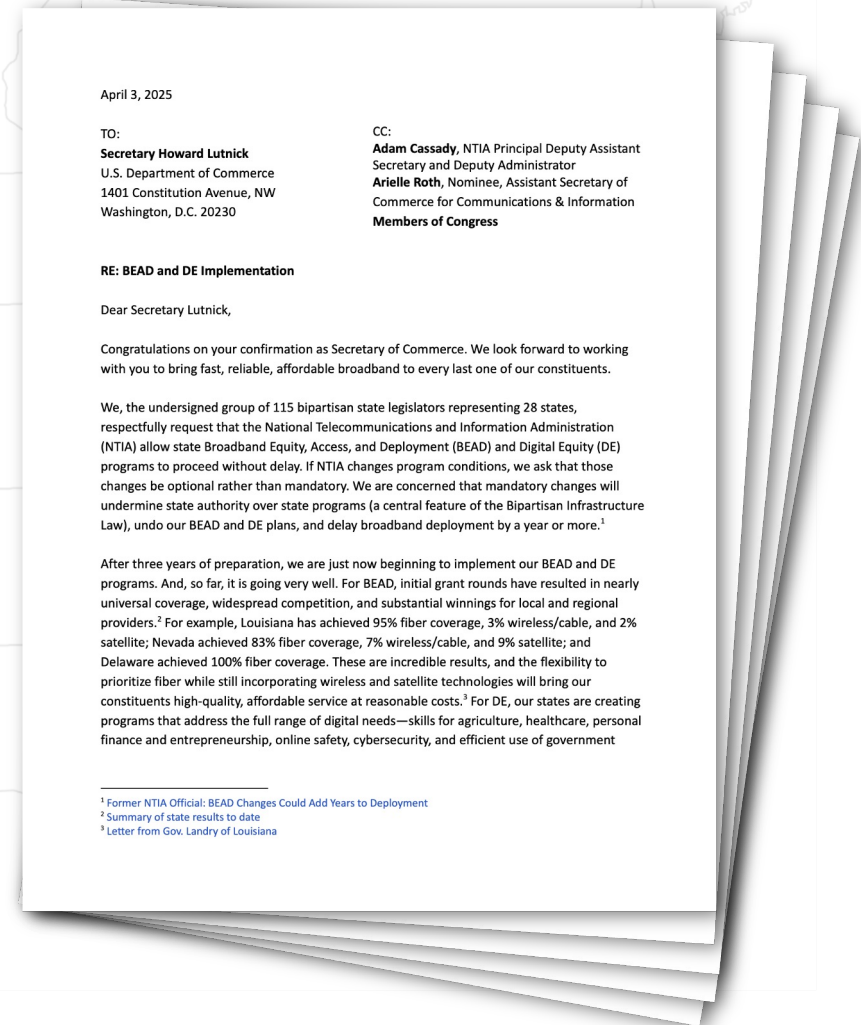 April 3, 2025
TO:
Secretary Howard Lutnick
U.S. Department of Commerce
1401 Constitution Avenue, NW
Washington, D.C. 20230
CC:
Adam Cassady, NTIA Principal Deputy Assistant
Secretary and Deputy Administrator
Arielle Roth, Nominee, Assistant Secretary of
Commerce for Communications & Information
Members of Congress
RE: BEAD and DE Implementation
Dear Secretary Lutnick,
Congratulations on your confirmation as Secretary of Commerce. We look forward to working
with you to bring fast, reliable, affordable broadband to every last one of our constituents.
We, the undersigned group of 115 bipartisan state legislators representing 28 states,
respectfully request that the National Telecommunications and Information Administration
(NTIA) allow state Broadband Equity, Access, and Deployment (BEAD) and Digital Equity (DE)
programs to proceed without delay. If NTIA changes program conditions, we ask that those
changes be optional rather than mandatory. We are concerned that mandatory changes will
undermine state authority over state programs (a central feature of the Bipartisan Infrastructure
Law), undo our BEAD and DE plans, and delay broadband deployment by a year or more.1
After three years of preparation, we are just now beginning to implement our BEAD and DE
programs. And, so far, it is going very well. For BEAD, initial grant rounds have resulted in nearly
universal coverage, widespread competition, and substantial winnings for local and regional
providers.2 For example, Louisiana has achieved 95% fiber coverage, 3% wireless/cable, and 2%
satellite; Nevada achieved 83% fiber coverage, 7% wireless/cable, and 9% satellite; and
Delaware achieved 100% fiber coverage. These are incredible results, and the flexibility to
prioritize fiber while still incorporating wireless and satellite technologies will bring our
constituents high-quality, affordable service at reasonable costs.3 For DE, our states are creating
programs that address the full range of digital needs—skills for agriculture, healthcare, personal
finance and entrepreneurship, online safety, cybersecurity, and efficient use of government
1 Former NTIA Official: BEAD Changes Could Add Years to Deployment
2 Summary of state results to date
3 Letter from Gov. Landry of Louisiana